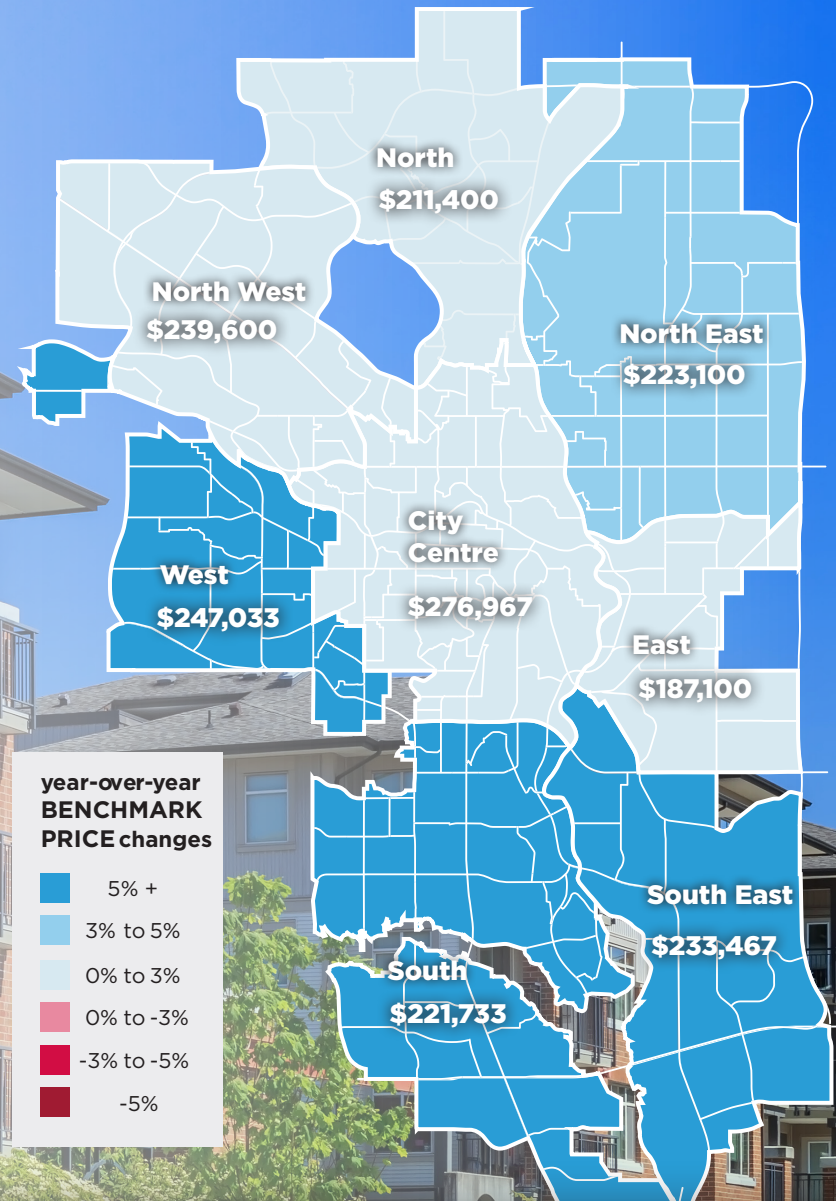 North
$211,400
North West
$239,600
North East
$223,100
City
Centre
$276,967
West
$247,033
East
$187,100
South East
$233,467
South
$221,733
year-over-year
BENCHMARK
PRICE changes
5% +
3% to 5%
0% to 3%
0% to -3%
-3% to -5%
-5%